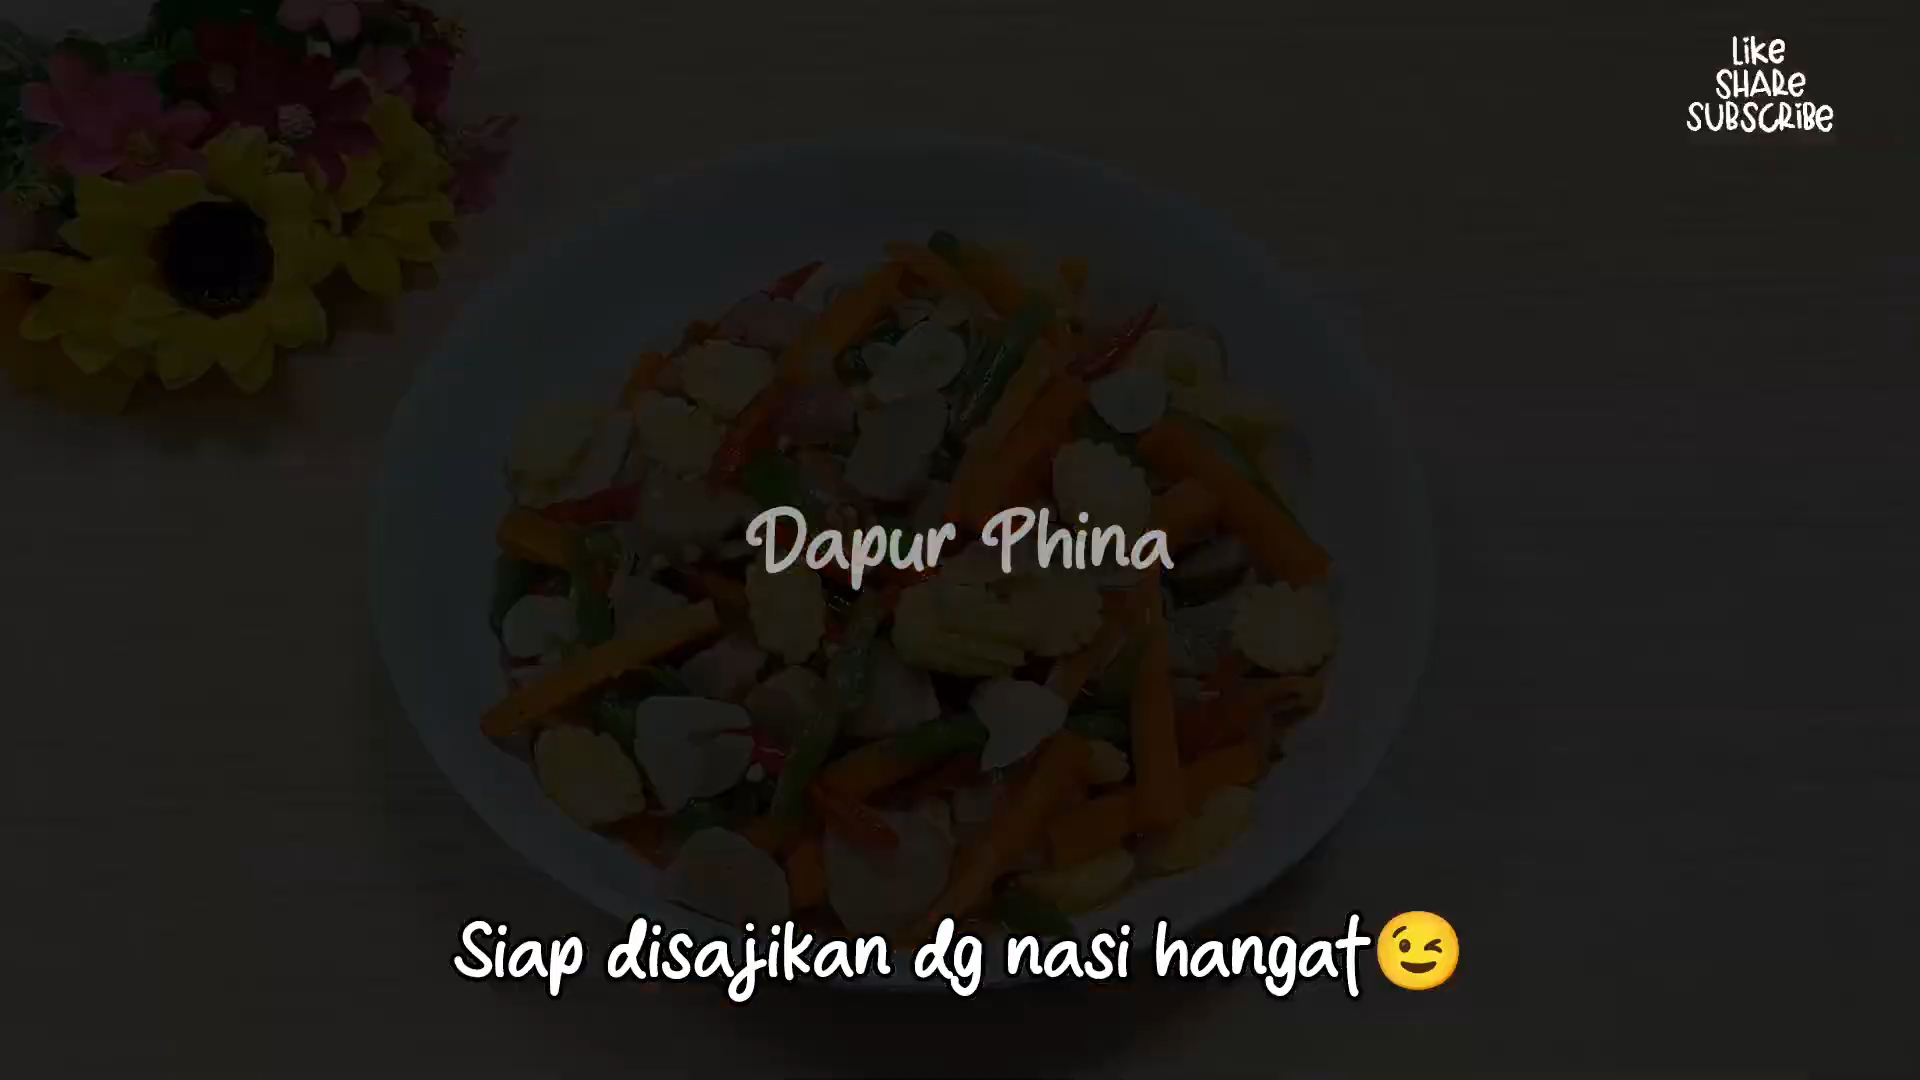 Like
SHARe
SUBSCRiBe
Dapur Phina
Siap disajikan dg nasi hangat😉